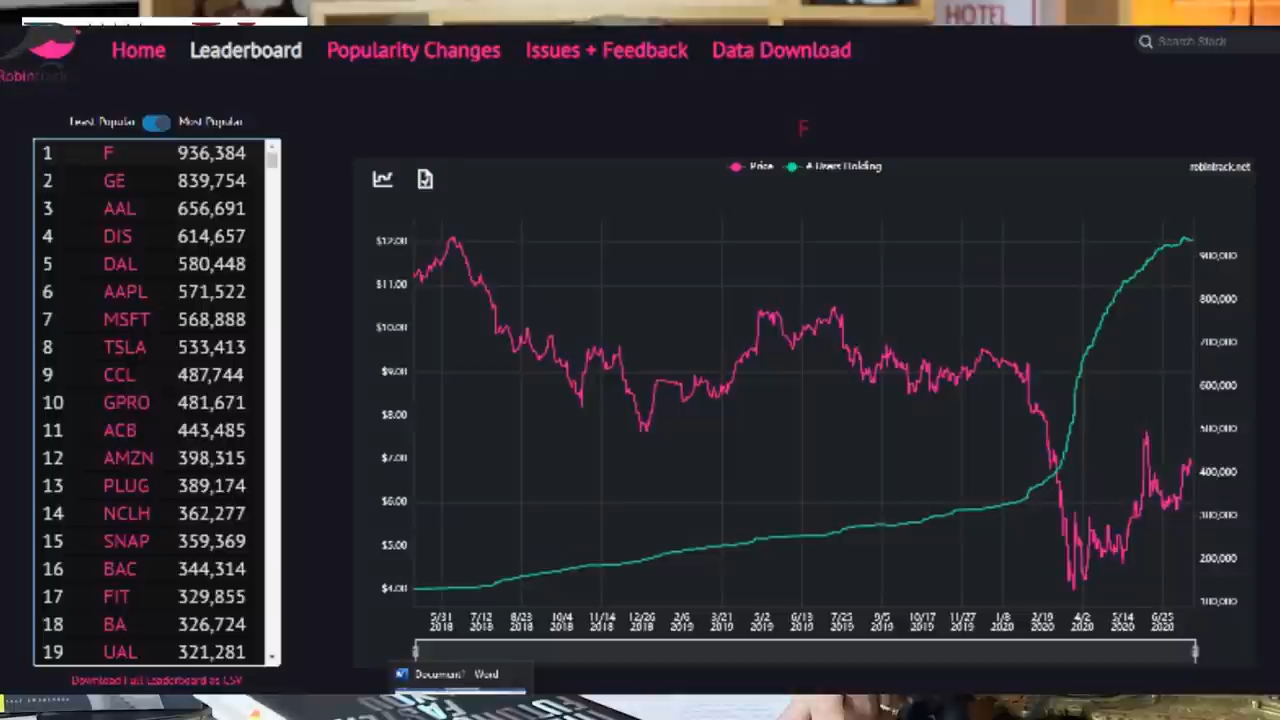 HOTEL
Home Leaderboard Popularity Changes Issues + Feedback Data Download
Search Stock
Robintrack
Least Popular Most Popular
F
1 F 936,384
2 GE 839,754
3 AAL 656,691
4 DIS 614,657
5 DAL 580,448
6 AAPL 571,522
7 MSFT 568,888
8 TSLA 533,413
9 CCL 487,744
10 GPRO 481,671
11 ACB 443,485
12 AMZN 398,315
13 PLUG 389,174
14 NCLH 362,277
15 SNAP 359,369
16 BAC 344,314
17 FIT 329,855
18 BA 326,724
19 UAL 321,281
Download Full Leaderboard as CSV
Price # Users Holding
robintrack.net
$12.00
$11.00
$10.00
$9.00
$8.00
$7.00
$6.00
$5.00
$4.00
900,000
800,000
700,000
600,000
500,000
400,000
300,000
200,000
100,000
5/31 7/12 8/23 10/4 11/14 12/26 2/6 3/21 5/2 6/13 7/25 9/5 10/17 11/27 1/8 2/19 4/2 5/14 6/25
2018 2018 2018 2018 2018 2018 2019 2019 2019 2019 2019 2019 2019 2019 2020 2020 2020 2020 2020
Document2 Word